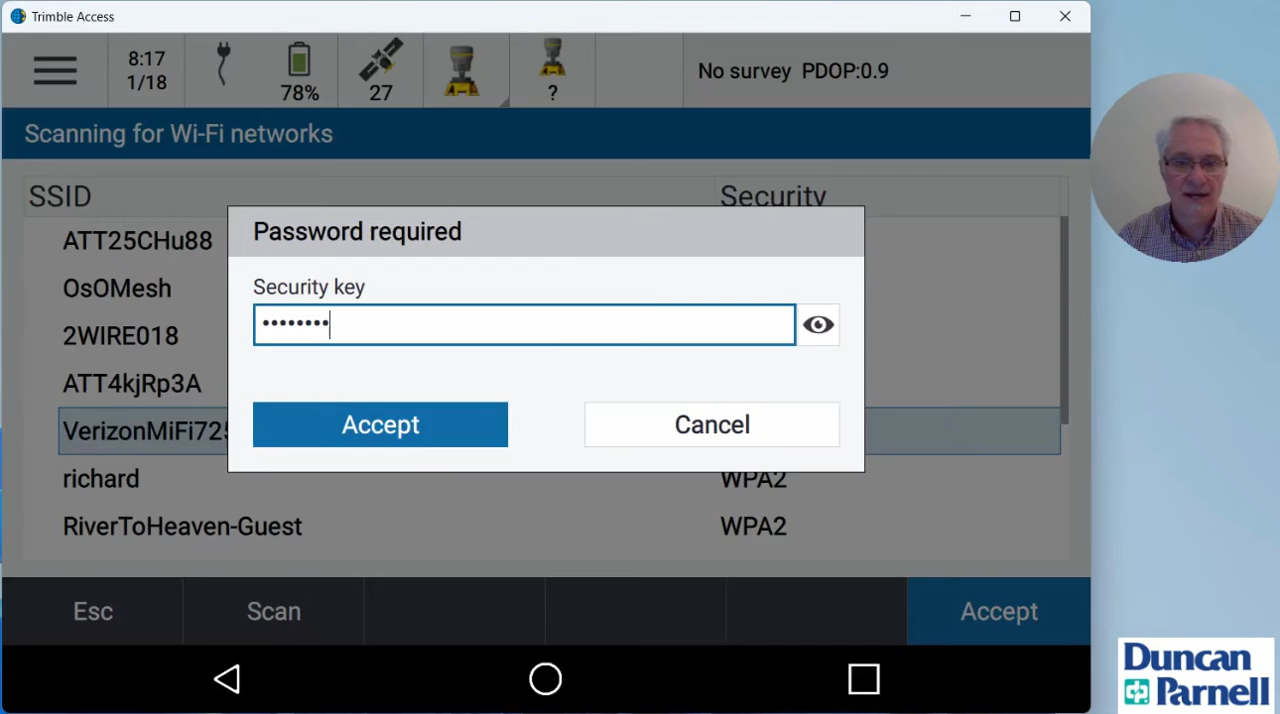 Trimble Access
8:17
1/18
78%
27
?
No survey PDOP:0.9
Scanning for Wi-Fi networks
SSID
Security
Password required
Security key
••••••••
Accept
Cancel
ATT25CHu88
OsOMesh
2WIRE018
ATT4kjRp3A
VerizonMiFi725
richard WPA2
RiverToHeaven-Guest WPA2
Esc
Scan
Accept
Duncan
Parnell